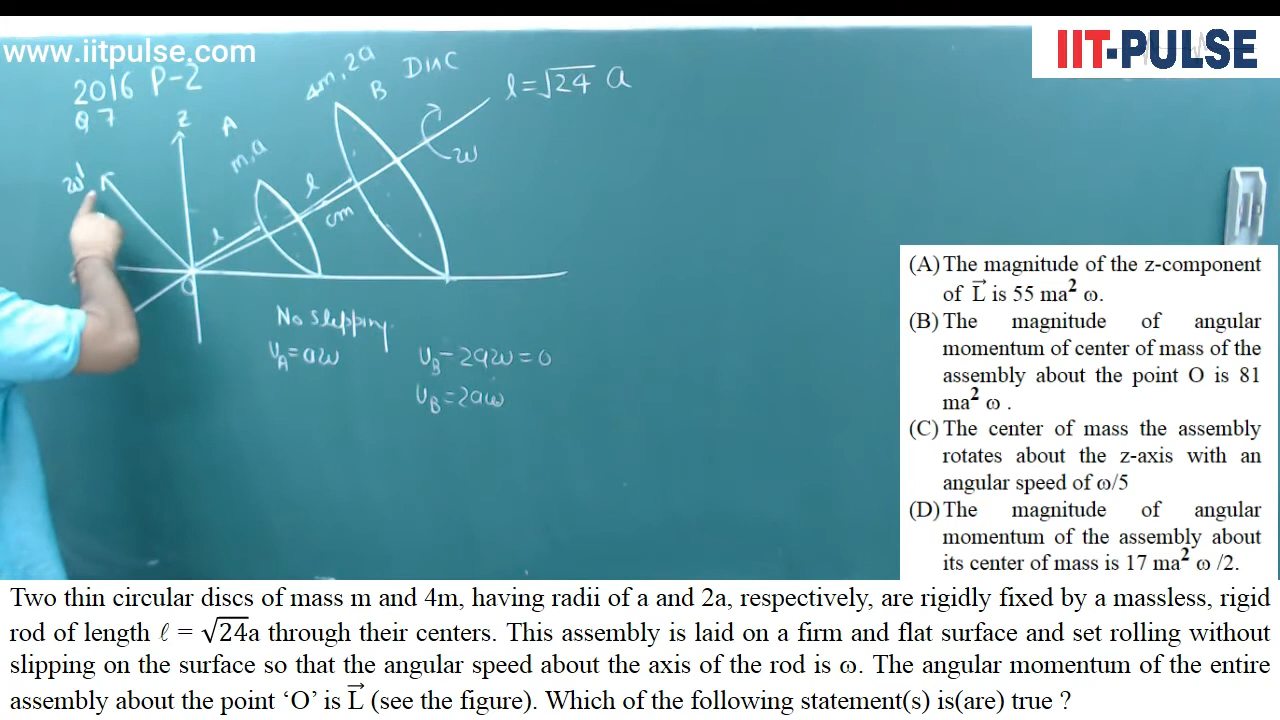 www.iitpulse.com
IIT-PULSE
2016 P-2
Q 7
4m, 2a
B
DISC
l = √24 a
Z
A
m, a
ω'
l
l
cm
ω
O
No slipping.
V_A = aω
V_B - 2aω = 0
V_B = 2aω
(A) The magnitude of the z-component
of L⃗ is 55 ma² ω.
(B) The magnitude of angular
momentum of center of mass of the
assembly about the point O is 81
ma² ω .
(C) The center of mass the assembly
rotates about the z-axis with an
angular speed of ω/5
(D) The magnitude of angular
momentum of the assembly about
its center of mass is 17 ma² ω /2.
Two thin circular discs of mass m and 4m, having radii of a and 2a, respectively, are rigidly fixed by a massless, rigid
rod of length ℓ = √24a through their centers. This assembly is laid on a firm and flat surface and set rolling without
slipping on the surface so that the angular speed about the axis of the rod is ω. The angular momentum of the entire
assembly about the point ‘O’ is L⃗ (see the figure). Which of the following statement(s) is(are) true ?